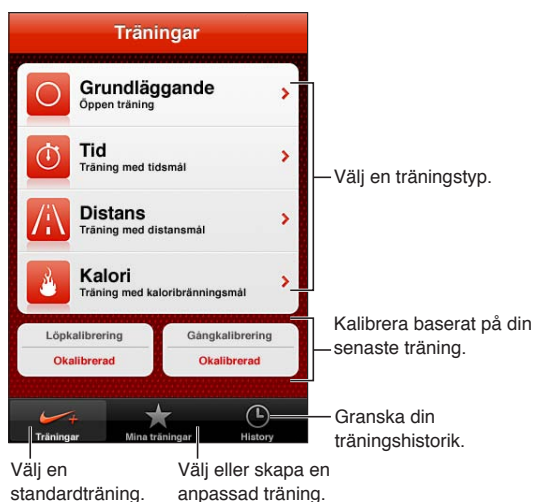 Träningar
Grundläggande
Öppen träning
Tid
Träning med tidsmål
Välj en träningstyp.
Distans
Träning med distansmål
Kalori
Träning med kaloribränningsmål
Löpkalibrering
Gångkalibrering
Okalibrerad
Okalibrerad
Kalibrera baserat på din
senaste träning.
Träningar
Mina träningar
History
Granska din
träningshistorik.
Välj en
standardträning.
Välj eller skapa en
anpassad träning.